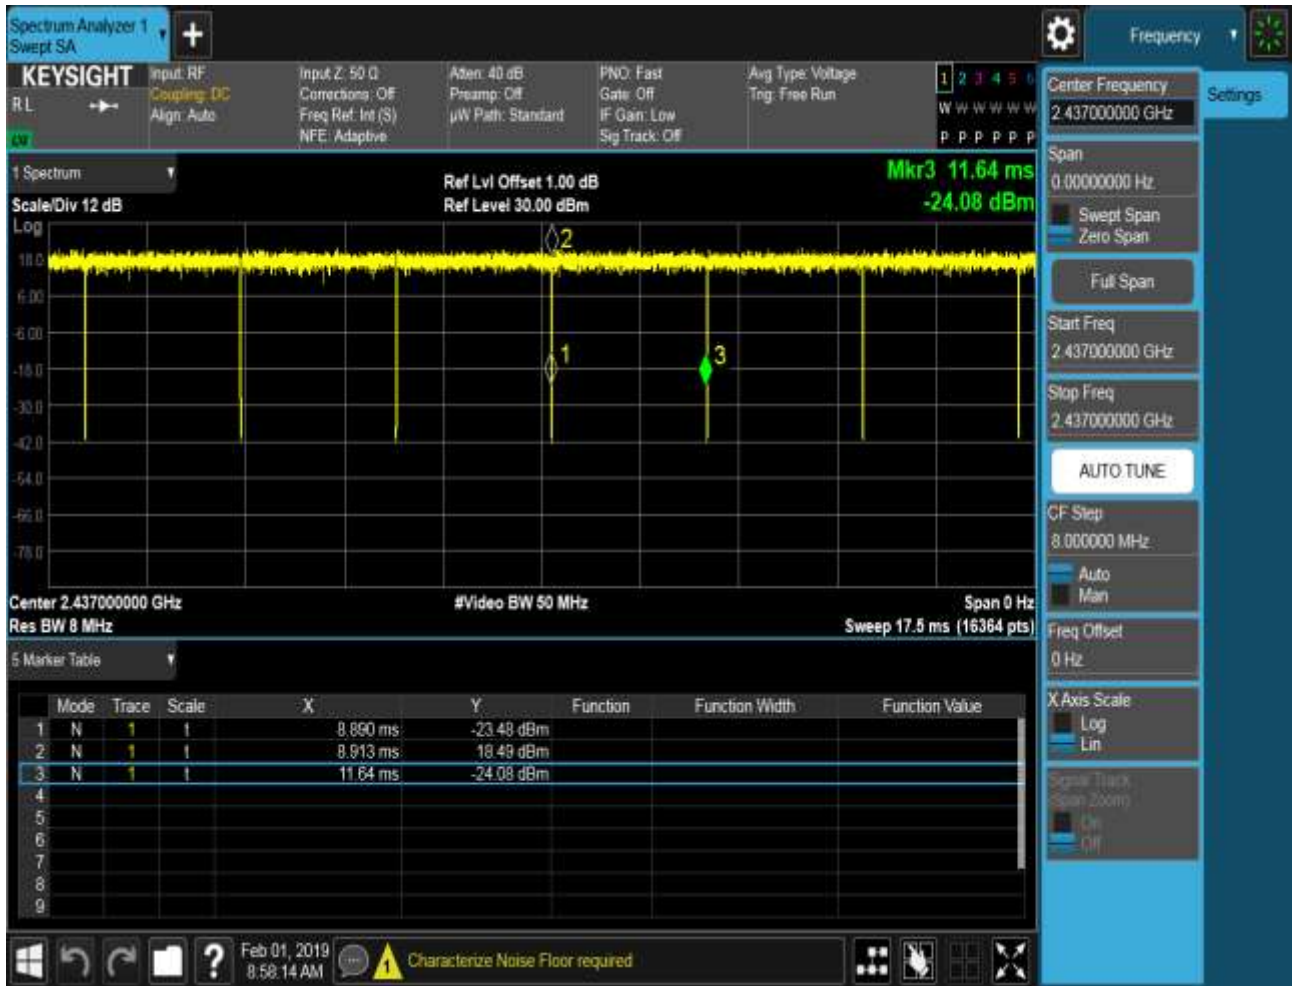 Spectrum Analyzer 1
Swept SA
+
Frequency
KEYSIGHT
R L
Input: RF
Coupling: DC
Align: Auto
Input Z: 50 Ω
Corrections: Off
Freq Ref: Int (S)
NFE: Adaptive
Atten: 40 dB
Preamp: Off
µW Path: Standard
PNO: Fast
Gate: Off
IF Gain: Low
Sig Track: Off
Avg Type: Voltage
Trig: Free Run
1 2 3 4 5 6
W W W W W W
P P P P P P
1 Spectrum
Scale/Div 12 dB
Ref Lvl Offset 1.00 dB
Ref Level 30.00 dBm
Mkr3 11.64 ms
-24.08 dBm
Log
18.0
6.00
-6.00
-18.0
-30.0
-42.0
-54.0
-66.0
-78.0
2
1
3
Center 2.437000000 GHz
Res BW 8 MHz
#Video BW 50 MHz
Span 0 Hz
Sweep 17.5 ms (16364 pts)
5 Marker Table
Mode Trace Scale X Y Function Function Width Function Value
1 N 1 t 8.890 ms -23.48 dBm
2 N 1 t 8.913 ms 18.49 dBm
3 N 1 t 11.64 ms -24.08 dBm
4
5
6
7
8
9
Center Frequency
2.437000000 GHz
Span
0.00000000 Hz
Swept Span
Zero Span
Full Span
Start Freq
2.437000000 GHz
Stop Freq
2.437000000 GHz
AUTO TUNE
CF Step
8.000000 MHz
Auto
Man
Freq Offset
0 Hz
X Axis Scale
Log
Lin
Signal Track
(Span Zoom)
On
Off
Settings
?
Feb 01, 2019
8:58:14 AM
1
Characterize Noise Floor required